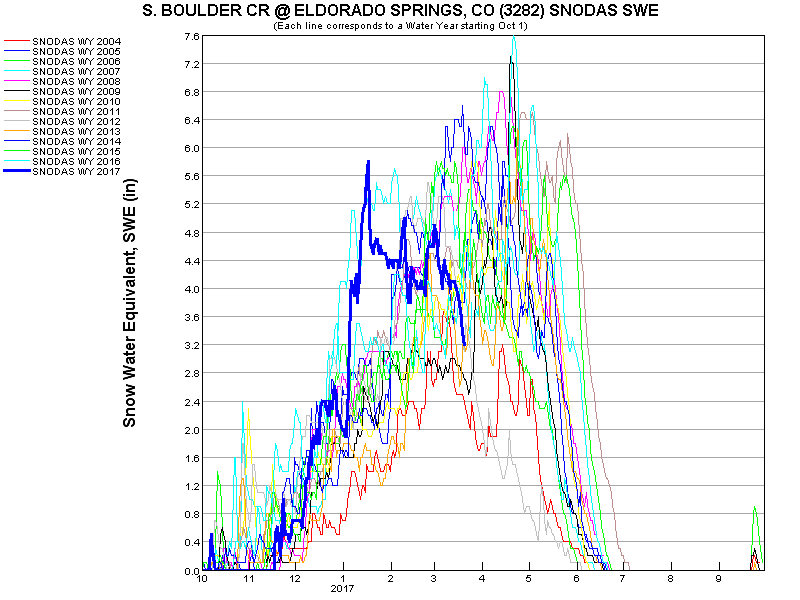 S. BOULDER CR @ ELDORADO SPRINGS, CO (3282) SNODAS SWE
(Each line corresponds to a Water Year starting Oct 1)
SNODAS WY 2004
SNODAS WY 2005
SNODAS WY 2006
SNODAS WY 2007
SNODAS WY 2008
SNODAS WY 2009
SNODAS WY 2010
SNODAS WY 2011
SNODAS WY 2012
SNODAS WY 2013
SNODAS WY 2014
SNODAS WY 2015
SNODAS WY 2016
SNODAS WY 2017
Snow Water Equivalent, SWE (in)
7.6
7.2
6.8
6.4
6.0
5.6
5.2
4.8
4.4
4.0
3.6
3.2
2.8
2.4
2.0
1.6
1.2
0.8
0.4
0.0
10 11 12 1 2 3 4 5 6 7 8 9
2017